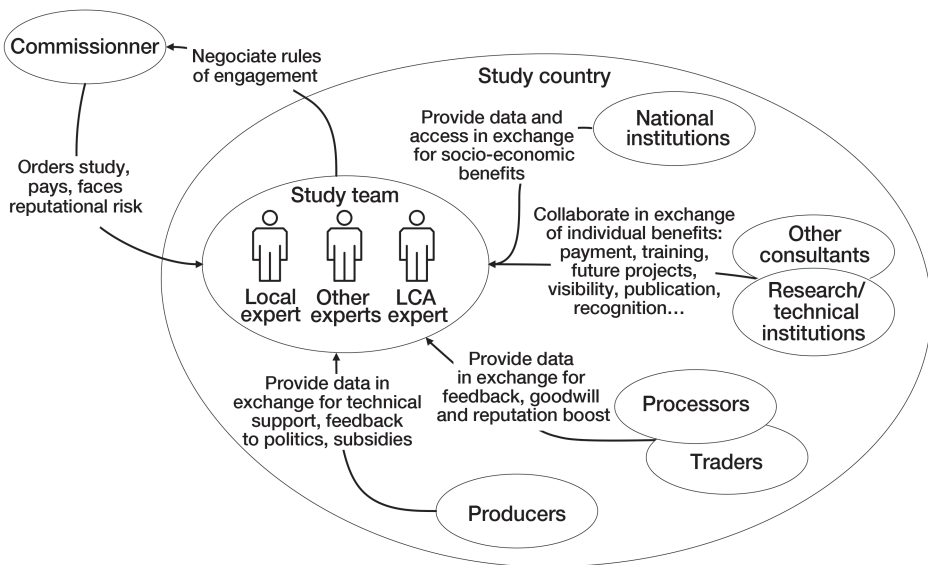 Commissionner
Negociate rules
of engagement
Study country
Provide data and
access in exchange
for socio-economic
benefits
National
institutions
Orders study,
pays, faces
reputational risk
Study team
Local
expert
Other
experts
LCA
expert
Collaborate in exchange
of individual benefits:
payment, training,
future projects,
visibility, publication,
recognition...
Other
consultants
Research/
technical
institutions
Provide data in
exchange for technical
support, feedback
to politics, subsidies
Provide data
in exchange for
feedback, goodwill
and reputation boost
Processors
Traders
Producers